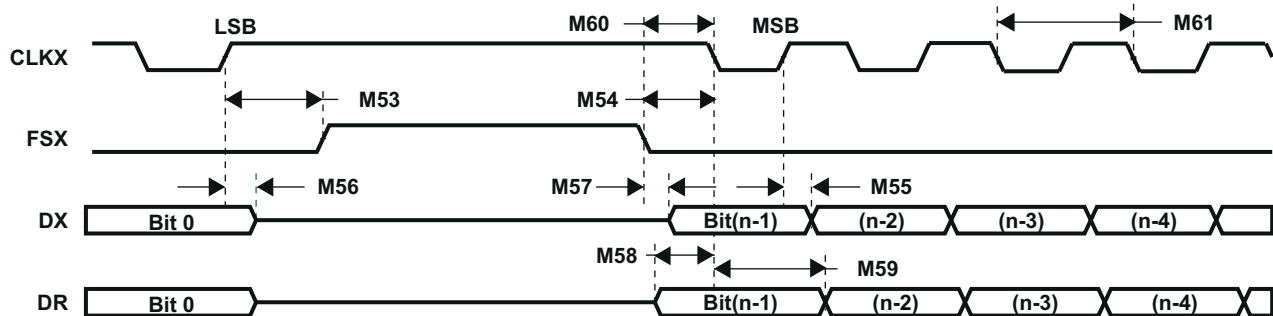 LSB M60 MSB M61
CLKX
M53 M54
FSX
M56 M57 M55
DX Bit 0 Bit(n-1) (n-2) (n-3) (n-4)
M58 M59
DR Bit 0 Bit(n-1) (n-2) (n-3) (n-4)